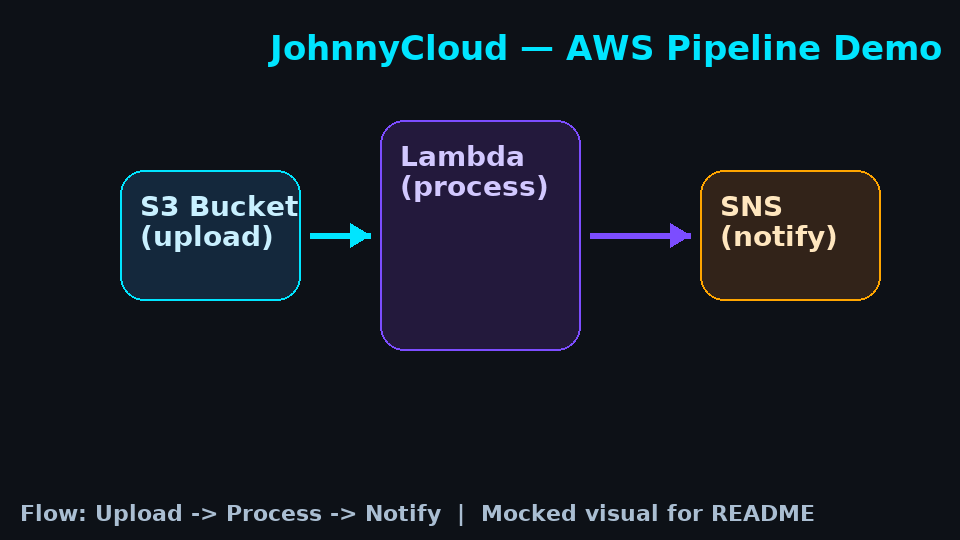 JohnnyCloud — AWS Pipeline Demo
S3 Bucket
(upload)
Lambda
(process)
SNS
(notify)
Flow: Upload -> Process -> Notify | Mocked visual for README